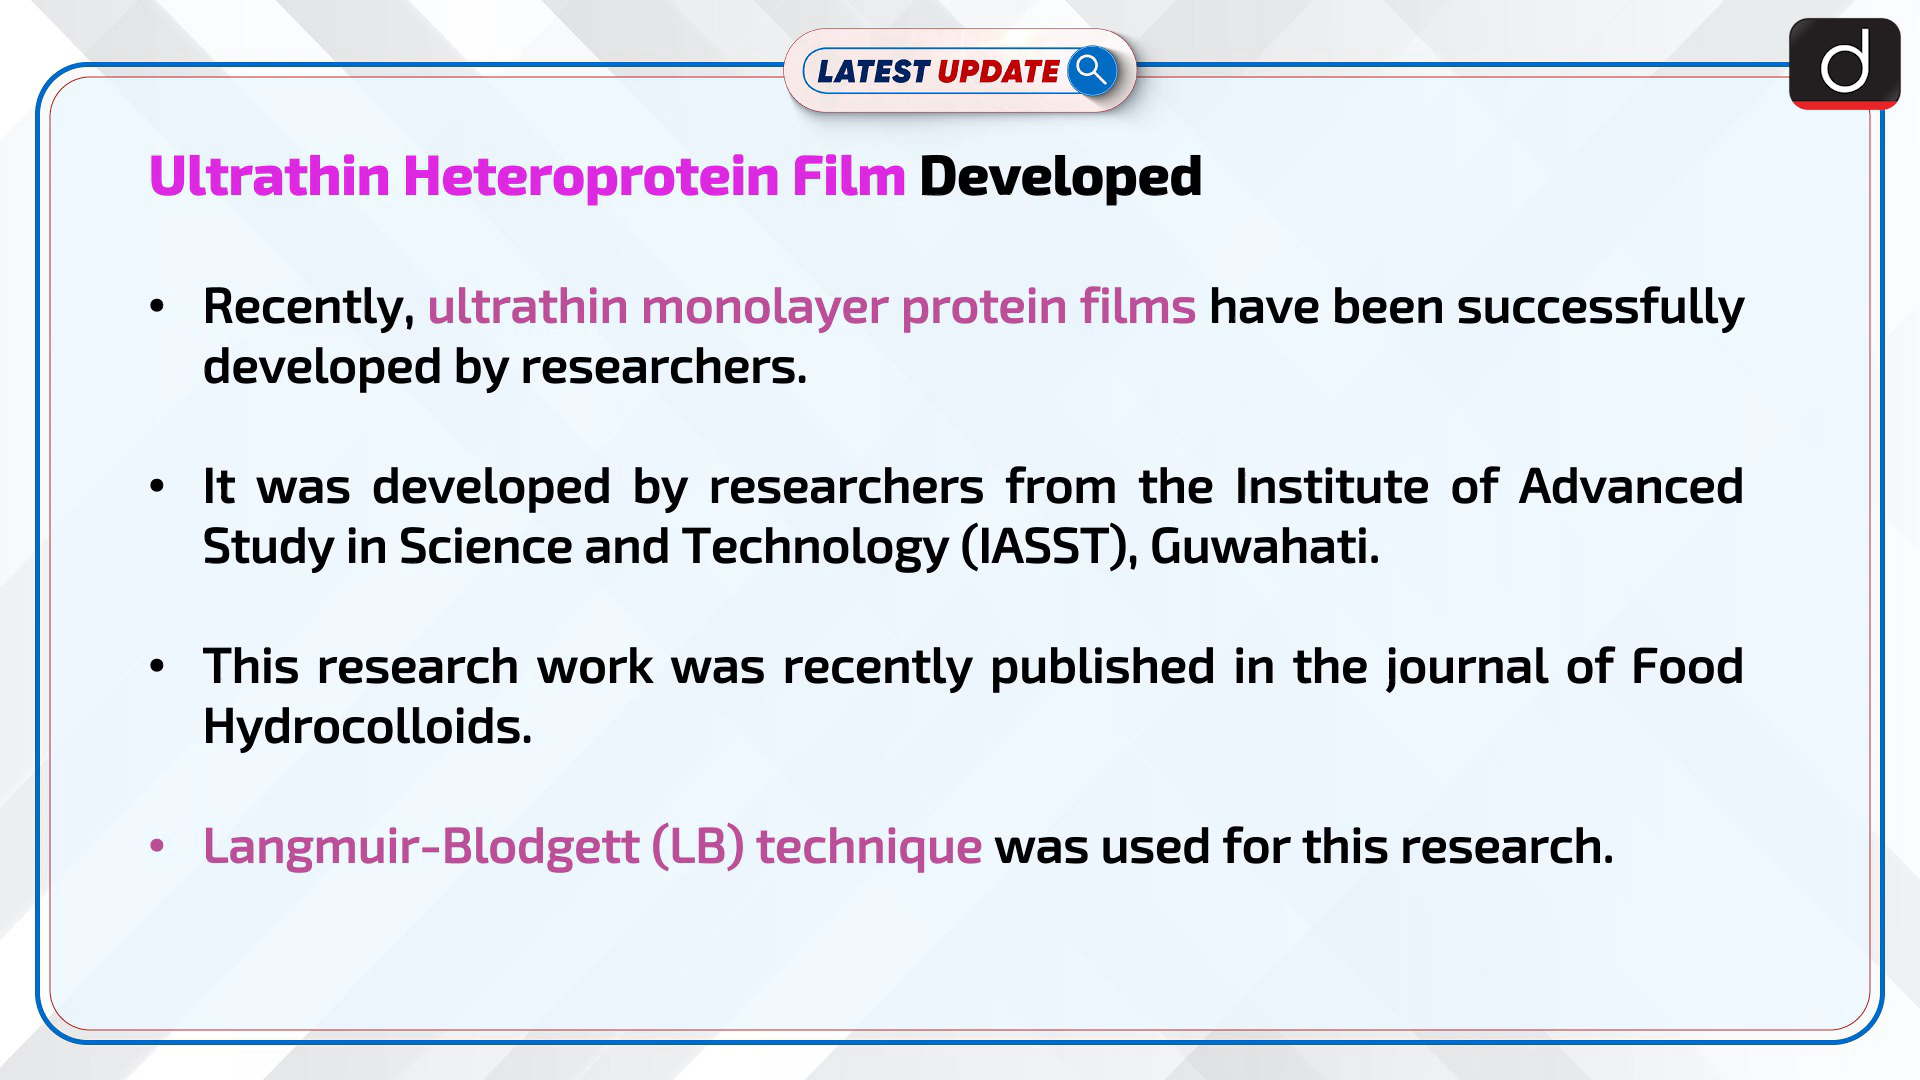 LATEST UPDATE
d
Ultrathin Heteroprotein Film Developed
• Recently, ultrathin monolayer protein films have been successfully
developed by researchers.
• It was developed by researchers from the Institute of Advanced
Study in Science and Technology (IASST), Guwahati.
• This research work was recently published in the journal of Food
Hydrocolloids.
• Langmuir-Blodgett (LB) technique was used for this research.